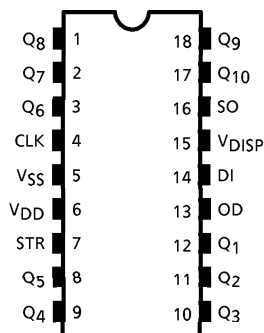 Q8 1 18 Q9
Q7 2 17 Q10
Q6 3 16 SO
CLK 4 15 VDISP
VSS 5 14 DI
VDD 6 13 OD
STR 7 12 Q1
Q5 8 11 Q2
Q4 9 10 Q3